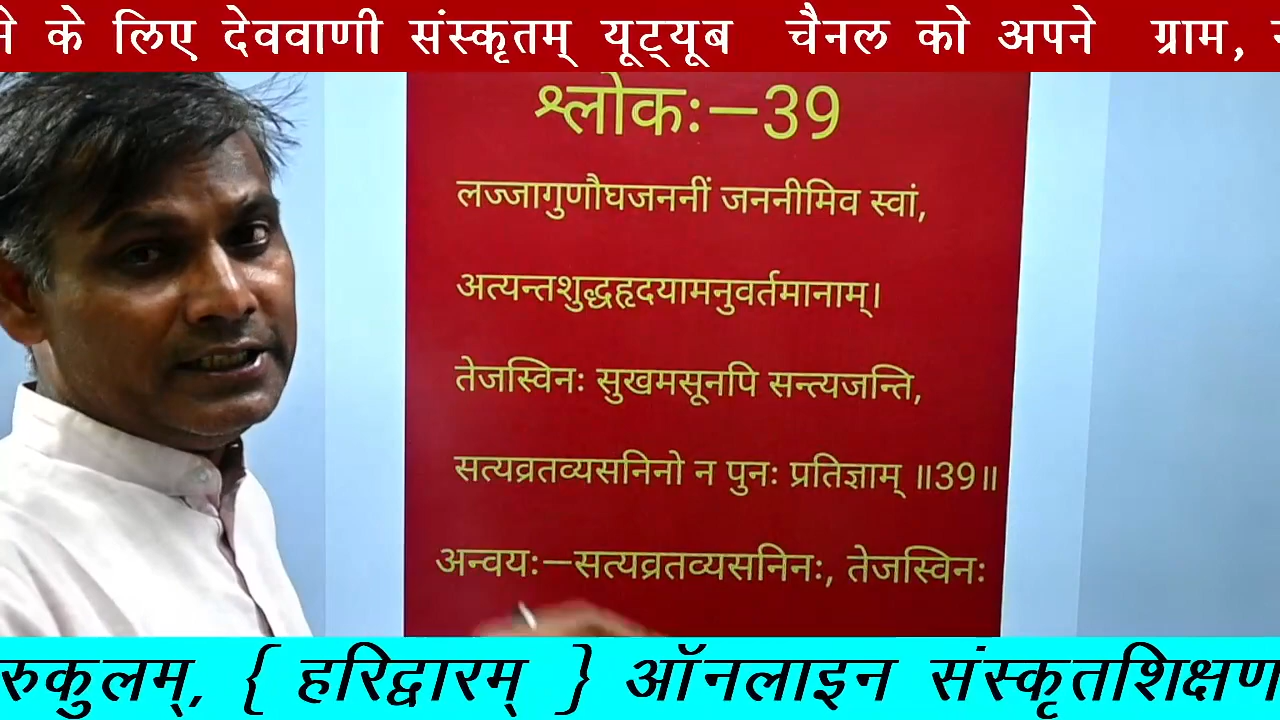 के लिए देववाणी संस्कृतम् यूट्यूब चैनल को अपने ग्राम,
श्लोकः–39
लज्जागुणौघजननीं जननीमिव स्वां,
अत्यन्तशुद्धहृदयामनुवर्तमानाम्।
तेजस्विनः सुखमसूनपि सन्त्यजन्ति,
सत्यव्रतव्यसनिनो न पुनः प्रतिज्ञाम् ॥39॥
अन्वयः–सत्यव्रतव्यसनिनः, तेजस्विनः
रुकुलम्, { हरिद्वारम् } ऑनलाइन संस्कृतशिक्षण